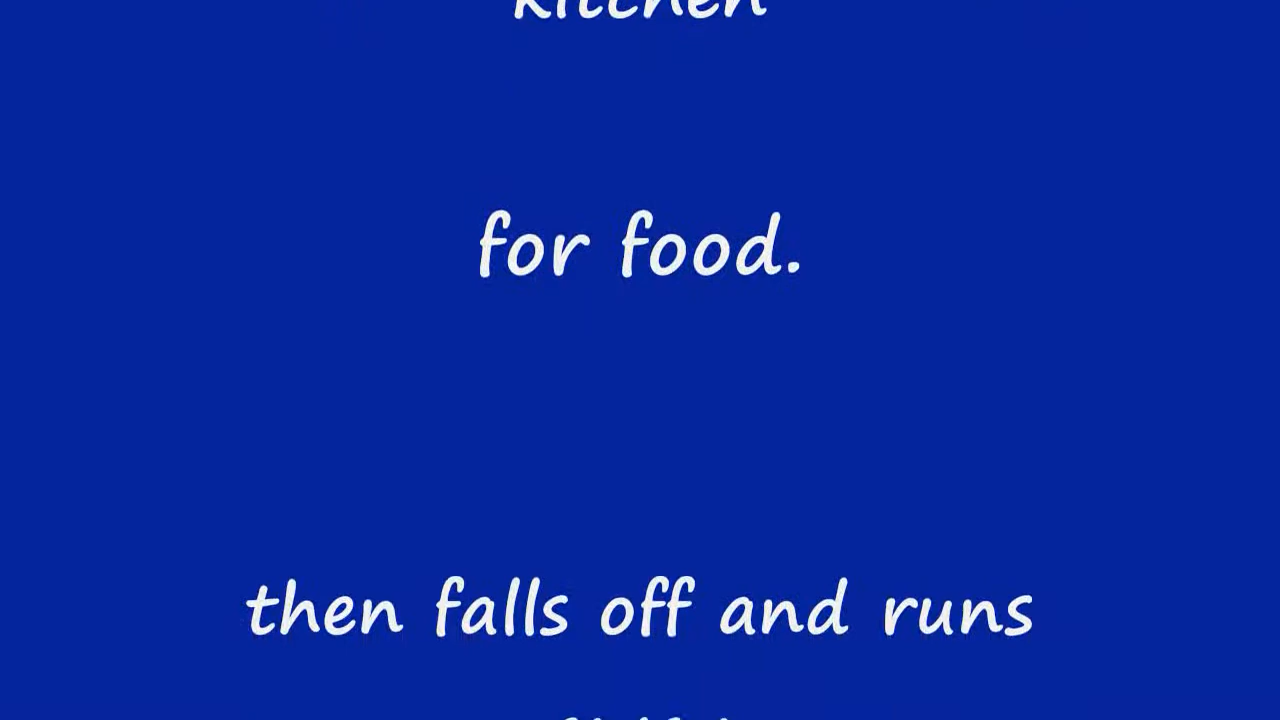 kitchen
for food.
then falls off and runs